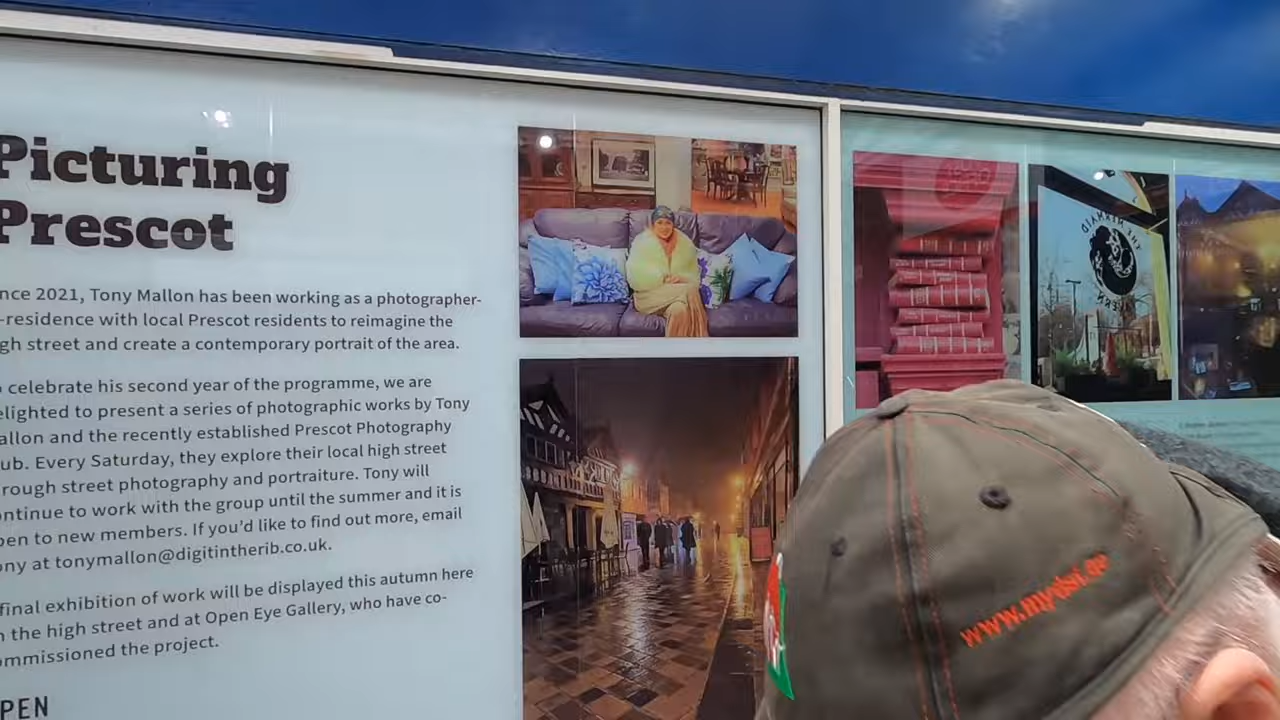 Picturing
Prescot
nce 2021, Tony Mallon has been working as a photographer-
-residence with local Prescot residents to reimagine the
gh street and create a contemporary portrait of the area.
celebrate his second year of the programme, we are
elighted to present a series of photographic works by Tony
allon and the recently established Prescot Photography
ub. Every Saturday, they explore their local high street
rough street photography and portraiture. Tony will
ontinue to work with the group until the summer and it is
pen to new members. If you'd like to find out more, email
ony at tonymallon@digitintherib.co.uk.
final exhibition of work will be displayed this autumn here
n the high street and at Open Eye Gallery, who have co-
ommissioned the project.
PEN
THE MERMAID